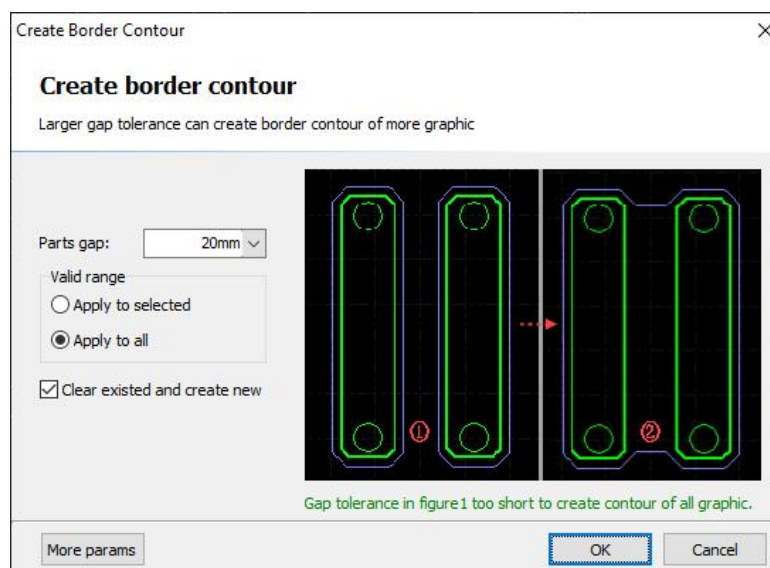 Create Border Contour
Create border contour
Larger gap tolerance can create border contour of more graphic
Parts gap:
20mm
Valid range
Apply to selected
Apply to all
Clear existed and create new
①
②
Gap tolerance in figure1 too short to create contour of all graphic.
More params
OK
Cancel